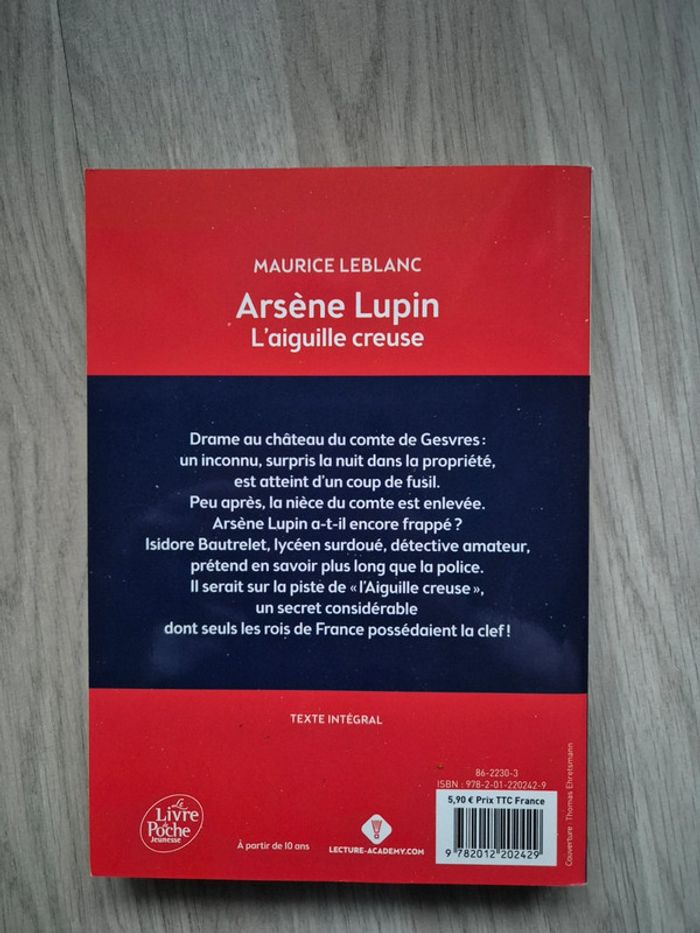 MAURICE LEBLANC
Arsène Lupin
L'aiguille creuse
Drame au château du comte de Gesvres :
un inconnu, surpris la nuit dans la propriété,
est atteint d'un coup de fusil.
Peu après, la nièce du comte est enlevée.
Arsène Lupin a-t-il encore frappé ?
Isidore Bautrelet, lycéen surdoué, détective amateur,
prétend en savoir plus long que la police.
Il serait sur la piste de « l'Aiguille creuse »,
un secret considérable
dont seuls les rois de France possédaient la clef !
TEXTE INTÉGRAL
Le
Livre
de
Poche
Jeunesse
À partir de 10 ans
LECTURE-ACADEMY.COM
86-2230-3
ISBN : 978-2-01-220242-9
5,90 € Prix TTC France
9 782012 202429
Couverture : Thomas Ehretsmann